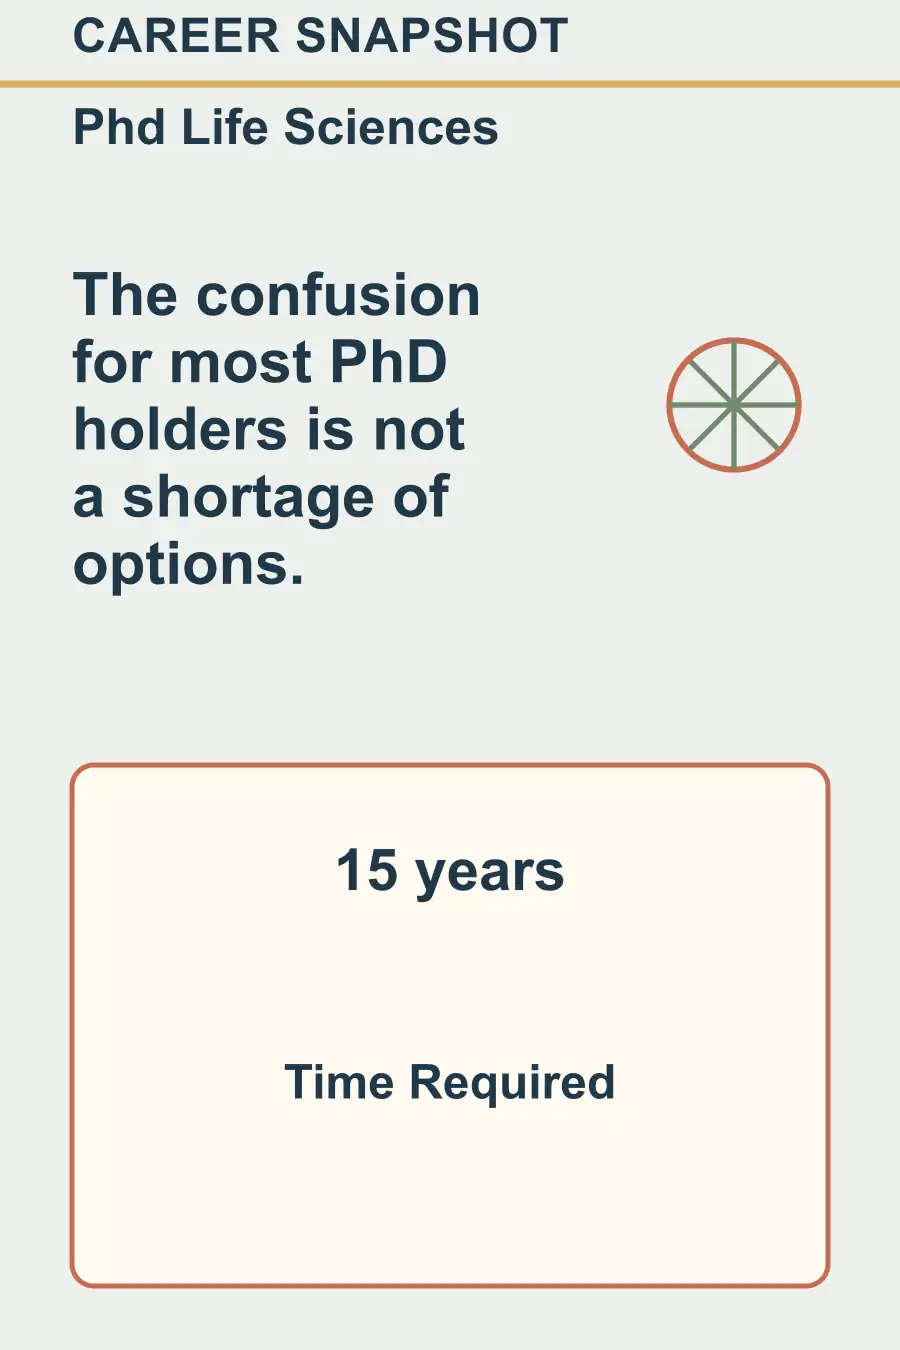 CAREER SNAPSHOT
Phd Life Sciences
The confusion
for most PhD
holders is not
a shortage of
options.
15 years
Time Required